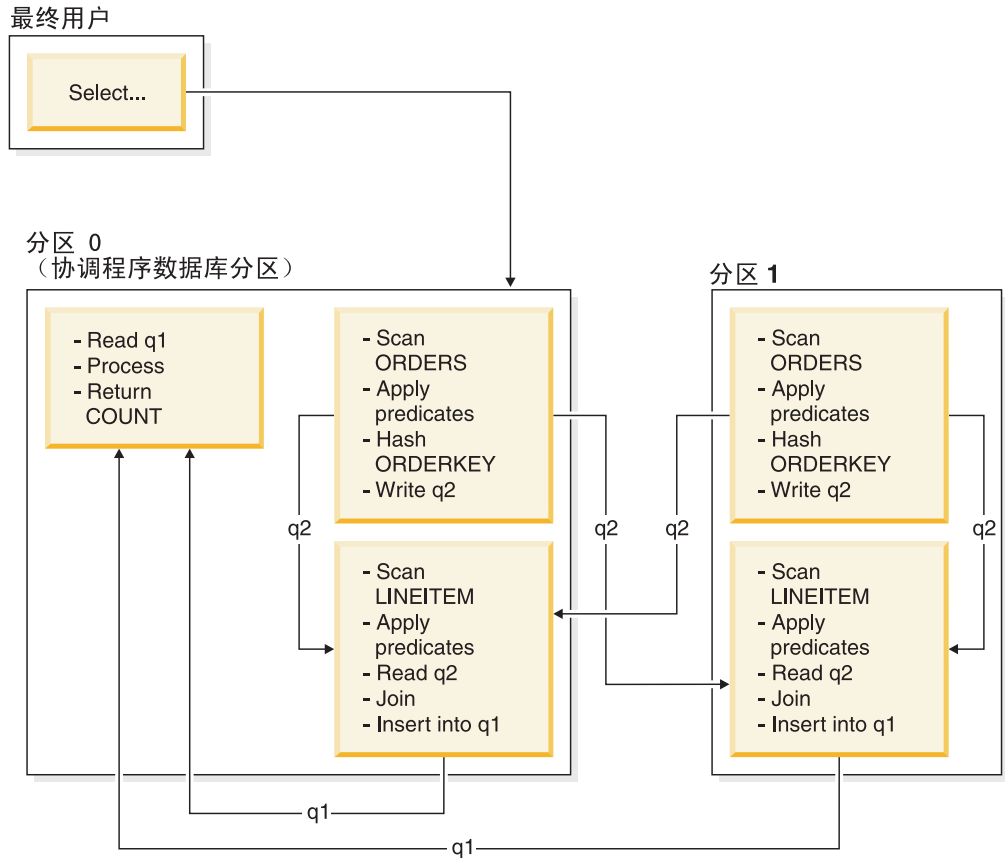 最终用户
Select...
分区 0
（协调程序数据库分区）
- Read q1
- Process
- Return
COUNT
- Scan
ORDERS
- Apply
predicates
- Hash
ORDERKEY
- Write q2
分区 1
- Scan
ORDERS
- Apply
predicates
- Hash
ORDERKEY
- Write q2
q2
q2
q2
q2
- Scan
LINEITEM
- Apply
predicates
- Read q2
- Join
- Insert into q1
- Scan
LINEITEM
- Apply
predicates
- Read q2
- Join
- Insert into q1
q1
q1